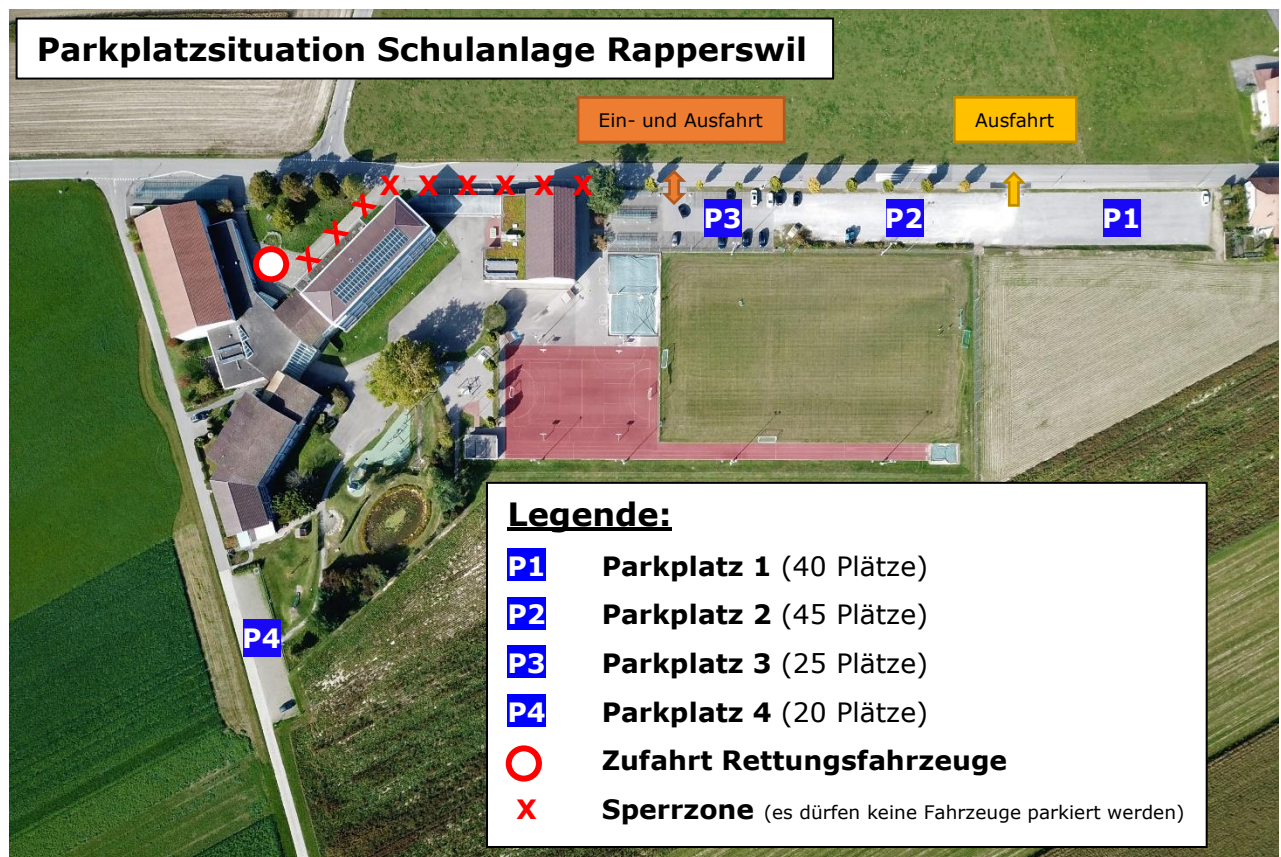 Parkplatzsituation Schulanlage Rapperswil
Ein- und Ausfahrt
Ausfahrt
X X X X X X
X
X
X
P3
P2
P1
P4
Legende:
P1 Parkplatz 1 (40 Plätze)
P2 Parkplatz 2 (45 Plätze)
P3 Parkplatz 3 (25 Plätze)
P4 Parkplatz 4 (20 Plätze)
Zufahrt Rettungsfahrzeuge
X Sperrzone (es dürfen keine Fahrzeuge parkiert werden)